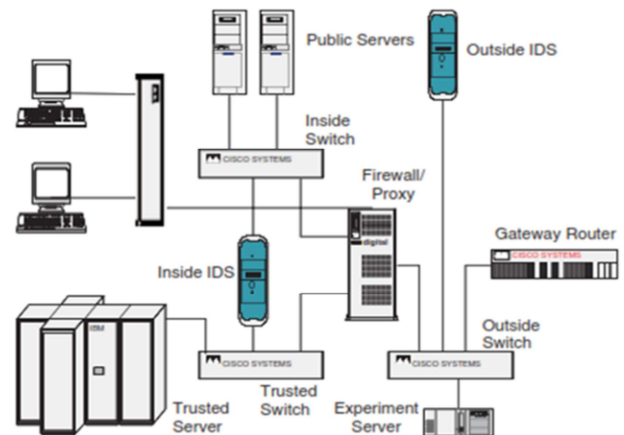 Public Servers
Outside IDS
Inside
Switch
CISCO SYSTEMS
Firewall/
Proxy
digital
Gateway Router
CISCO SYSTEMS
Inside IDS
IBM
Outside
Switch
CISCO SYSTEMS
CISCO SYSTEMS
Trusted
Server
Trusted
Switch
Experiment
Server